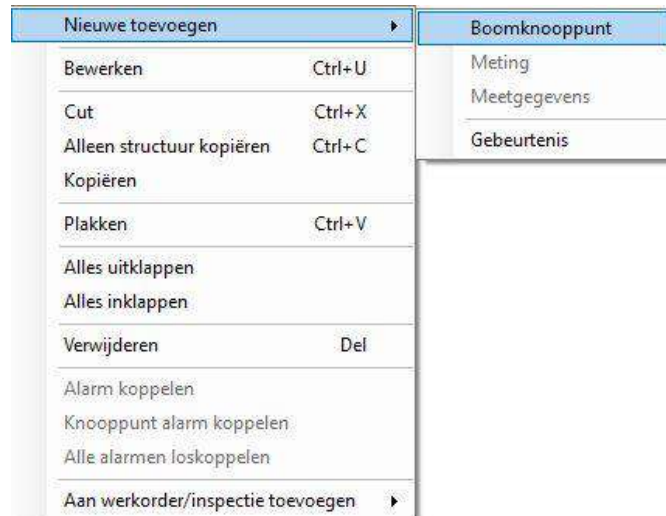 Nieuwe toevoegen
Boomknooppunt
Meting
Meetgegevens
Gebeurtenis
Bewerken Ctrl+U
Cut Ctrl+X
Alleen structuur kopiëren Ctrl+C
Kopiëren
Plakken Ctrl+V
Alles uitklappen
Alles inklappen
Verwijderen Del
Alarm koppelen
Knooppunt alarm koppelen
Alle alarmen loskoppelen
Aan werkorder/inspectie toevoegen